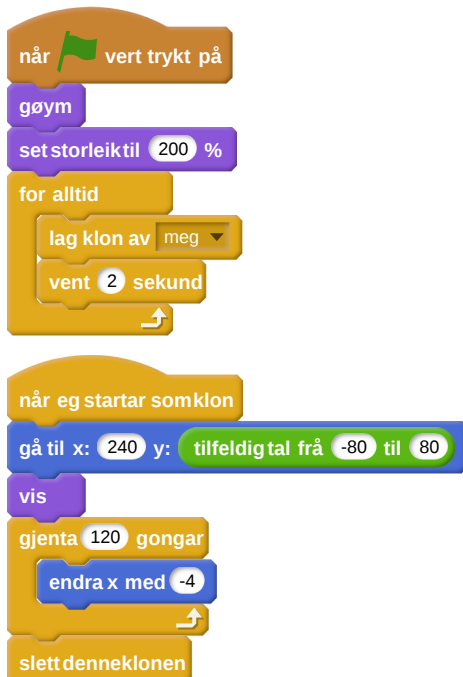 når vert trykt på
gøym
set storleik til 200 %
for alltid
lag klon av meg
vent 2 sekund
når eg startar som klon
gå til x: 240 y: tilfeldig tal frå -80 til 80
vis
gjenta 120 gongar
endra x med -4
slett denne klonen